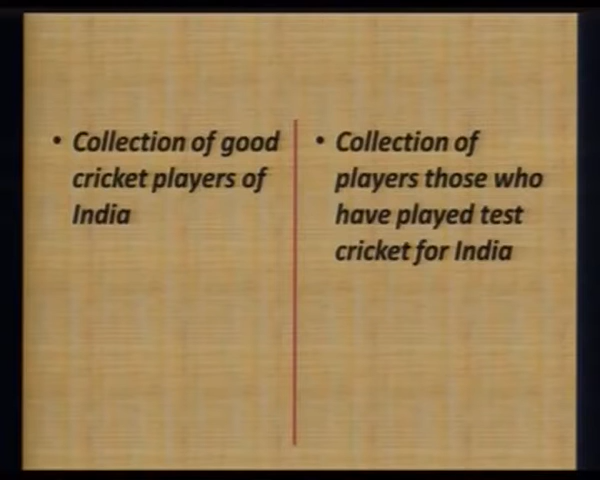 • Collection of good
cricket players of
India
• Collection of
players those who
have played test
cricket for India